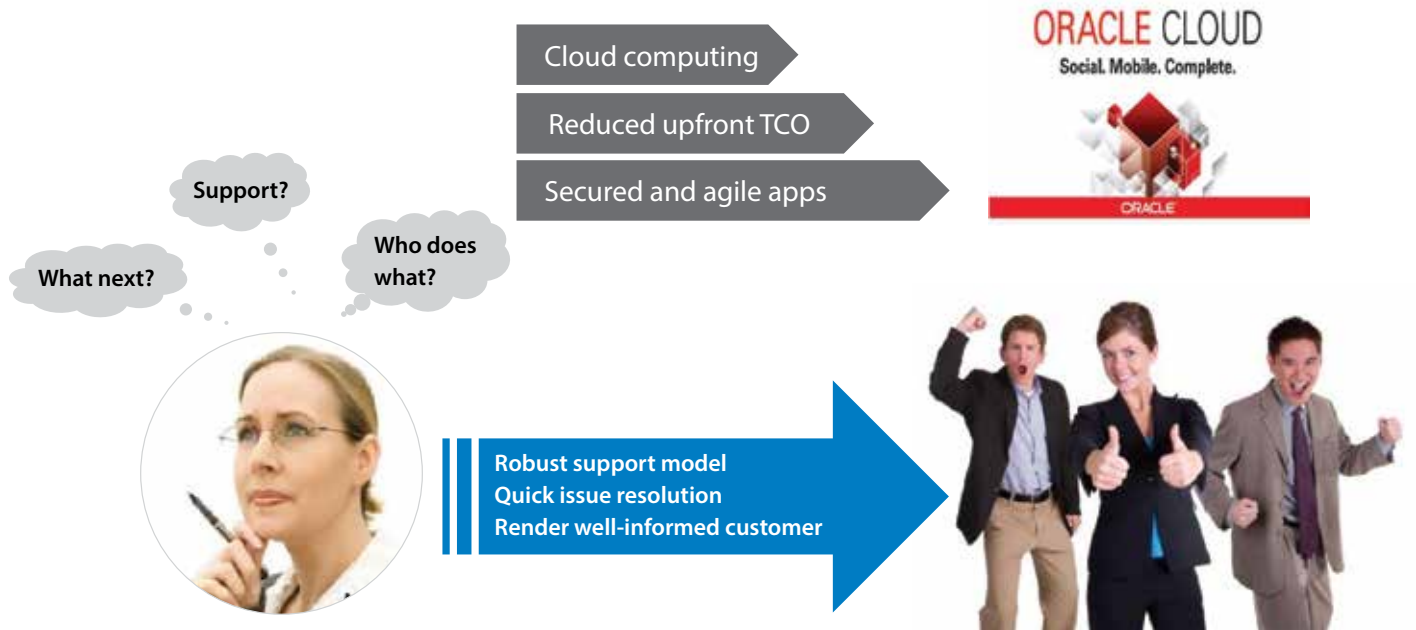 Cloud computing
Reduced upfront TCO
Secured and agile apps
ORACLE CLOUD
Social. Mobile. Complete.
ORACLE
Support?
What next?
Who does
what?
Robust support model
Quick issue resolution
Render well-informed customer